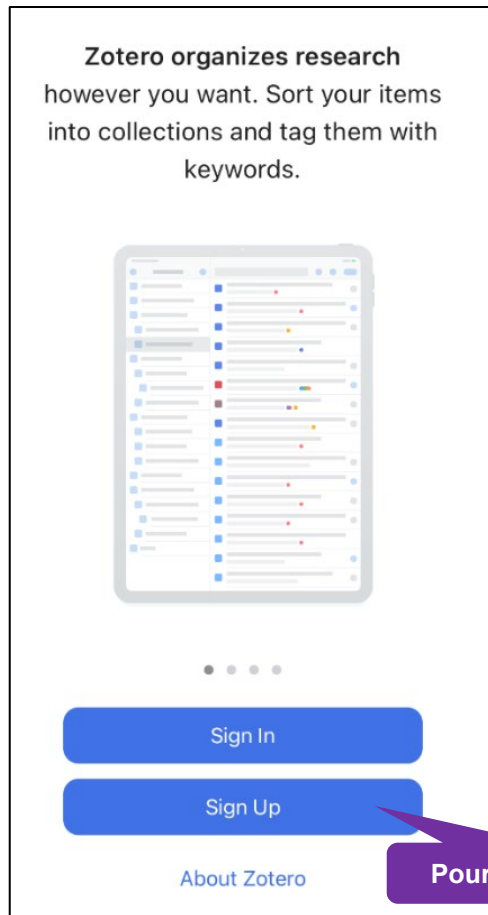 Zotero organizes research
however you want. Sort your items
into collections and tag them with
keywords.
Sign In
Sign Up
About Zotero
Pour